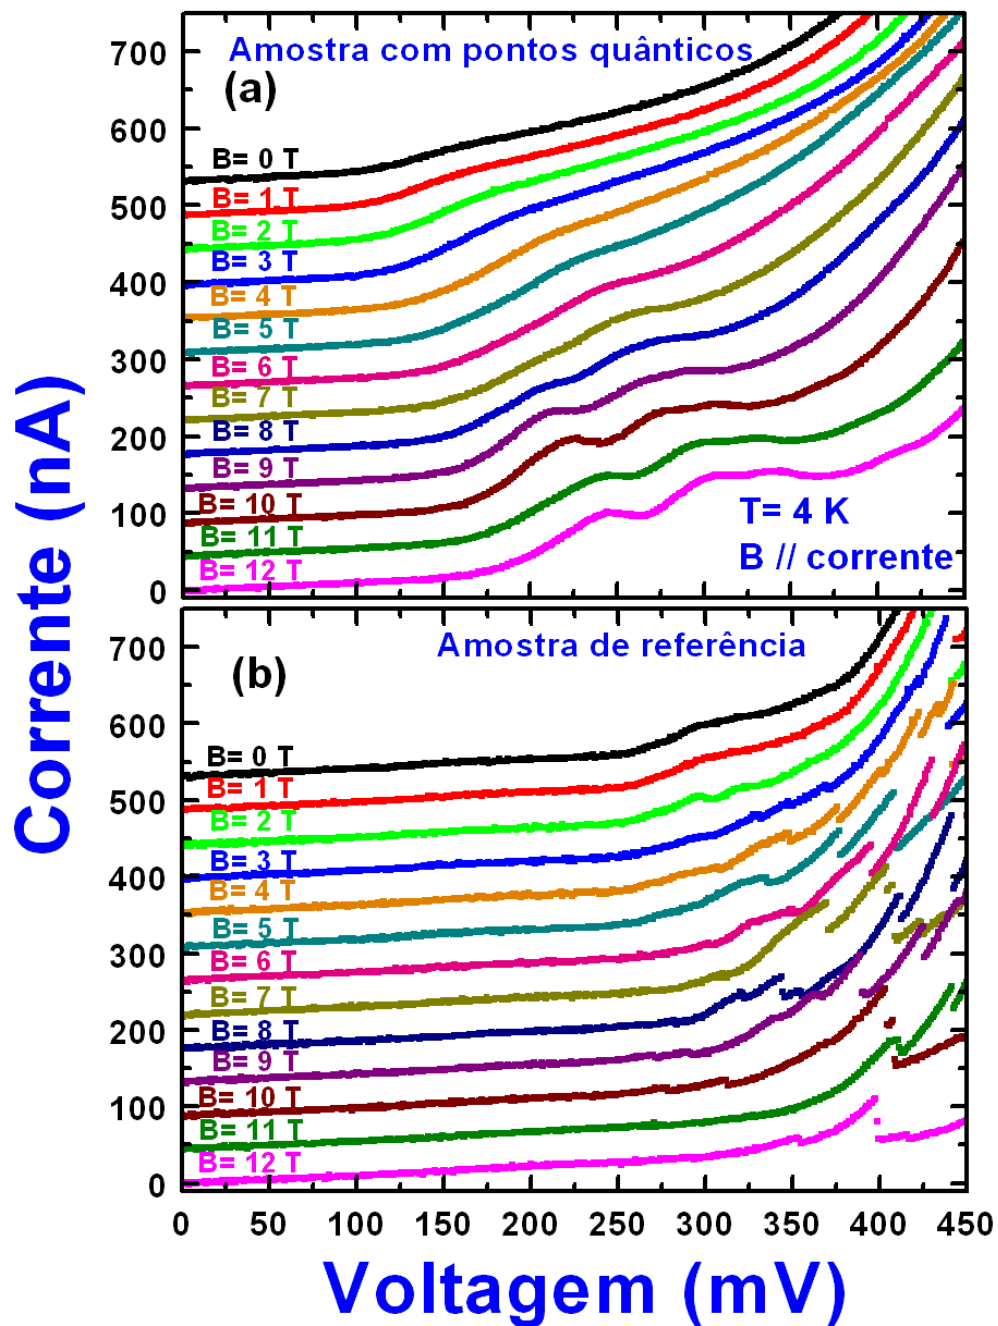 Corrente (nA)
Amostra com pontos quânticos
(a)
750
700
600
500
400
300
200
100
0
B= 0 T
B= 1 T
B= 2 T
B= 3 T
B= 4 T
B= 5 T
B= 6 T
B= 7 T
B= 8 T
B= 9 T
B= 10 T
B= 11 T
B= 12 T
T= 4 K
B // corrente
Amostra de referência
(b)
700
600
500
400
300
200
100
0
B= 0 T
B= 1 T
B= 2 T
B= 3 T
B= 4 T
B= 5 T
B= 6 T
B= 7 T
B= 8 T
B= 9 T
B= 10 T
B= 11 T
B= 12 T
0 50 100 150 200 250 300 350 400 450
Voltagem (mV)